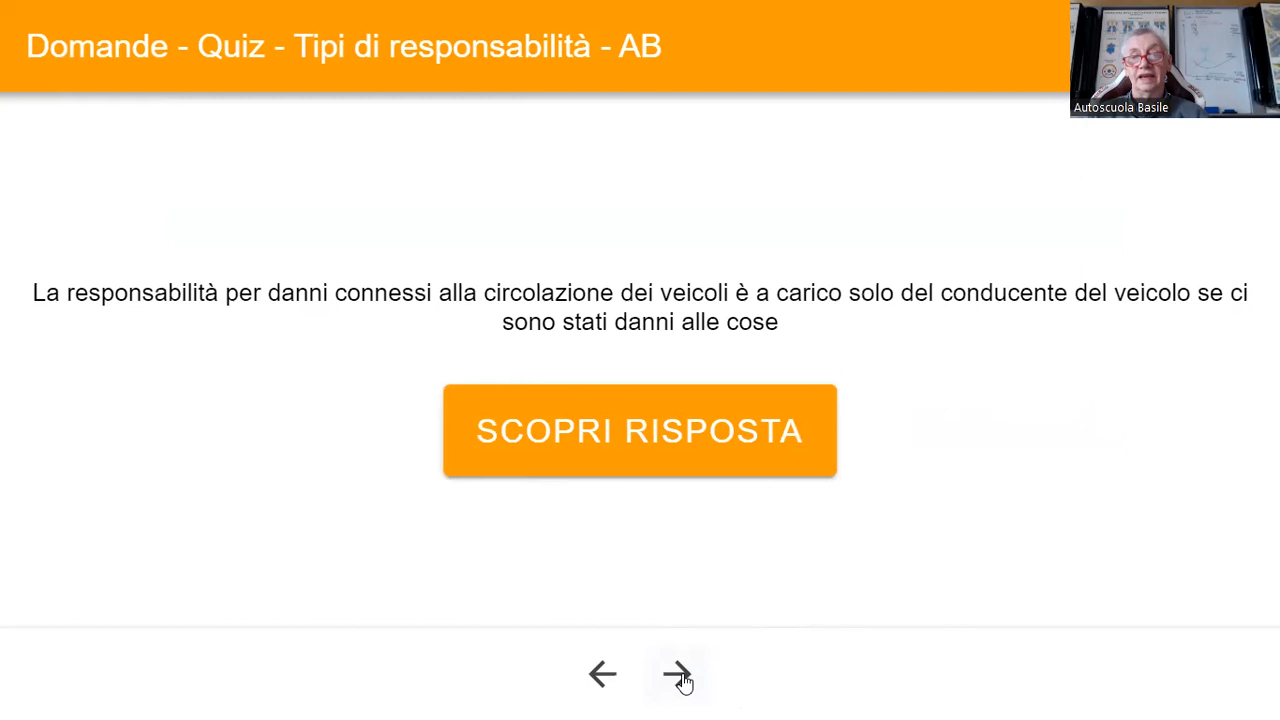 Domande - Quiz - Tipi di responsabilità - AB
Autoscuola Basile
La responsabilità per danni connessi alla circolazione dei veicoli è a carico solo del conducente del veicolo se ci
sono stati danni alle cose
SCOPRI RISPOSTA